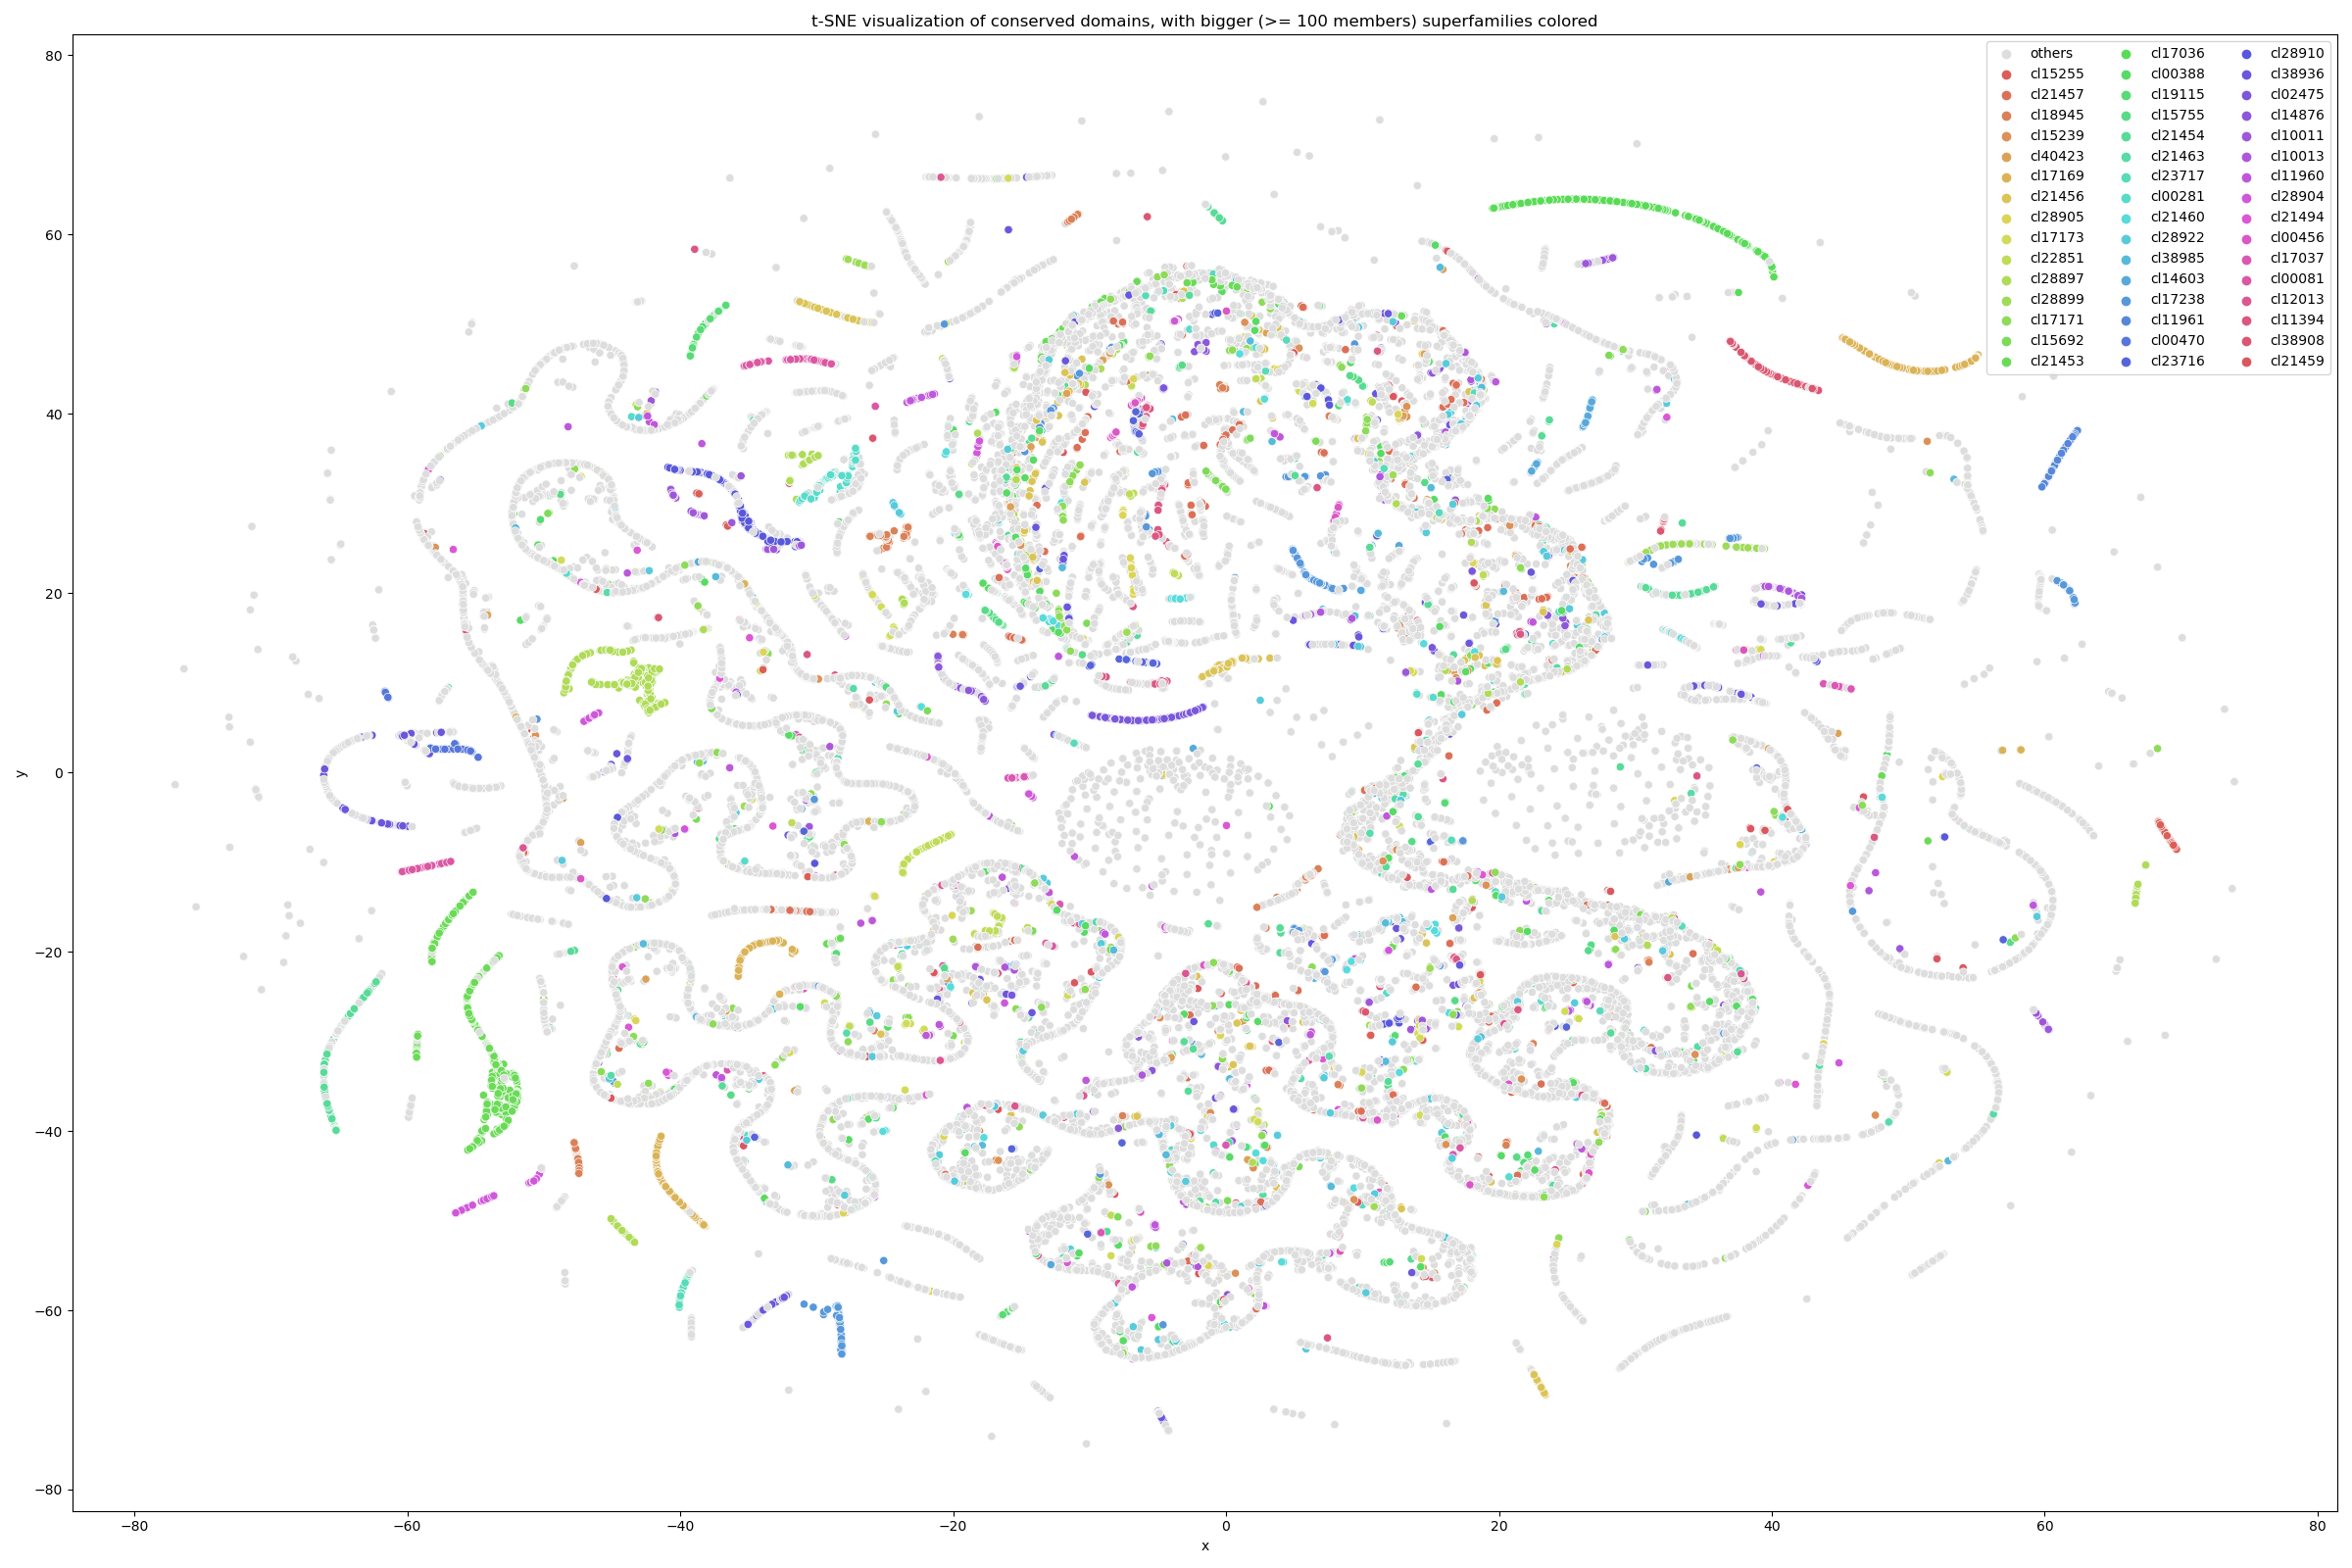 t-SNE visualization of conserved domains, with bigger (>= 100 members) superfamilies colored
others
cl15255
cl21457
cl18945
cl15239
cl40423
cl17169
cl21456
cl28905
cl17173
cl22851
cl28897
cl28899
cl17171
cl15692
cl21453
cl17036
cl00388
cl19115
cl15755
cl21454
cl21463
cl23717
cl00281
cl21460
cl28922
cl38985
cl14603
cl17238
cl11961
cl00470
cl23716
cl28910
cl38936
cl02475
cl14876
cl10011
cl10013
cl11960
cl28904
cl21494
cl00456
cl17037
cl00081
cl12013
cl11394
cl38908
cl21459
80
60
40
20
0
−20
−40
−60
−80
y
−80
−60
−40
−20
0
20
40
60
80
x